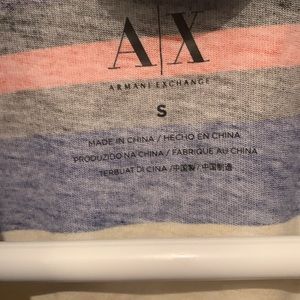 A|X
ARMANI EXCHANGE
S
MADE IN CHINA / HECHO EN CHINA
PRODUZIDO NA CHINA / FABRIQUE AU CHINA
TERBUAT DI CINA /中国製 / 中国制造